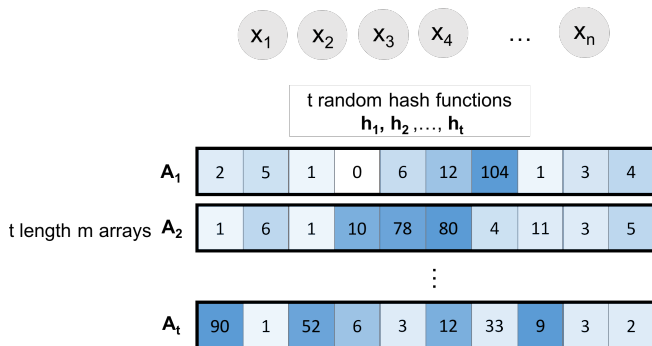 x1 x2 x3 x4 … xn
t random hash functions
h1, h2 ,…, ht
A1 2 5 1 0 6 12 104 1 3 4
t length m arrays A2 1 6 1 10 78 80 4 11 3 5
⋮
At 90 1 52 6 3 12 33 9 3 2